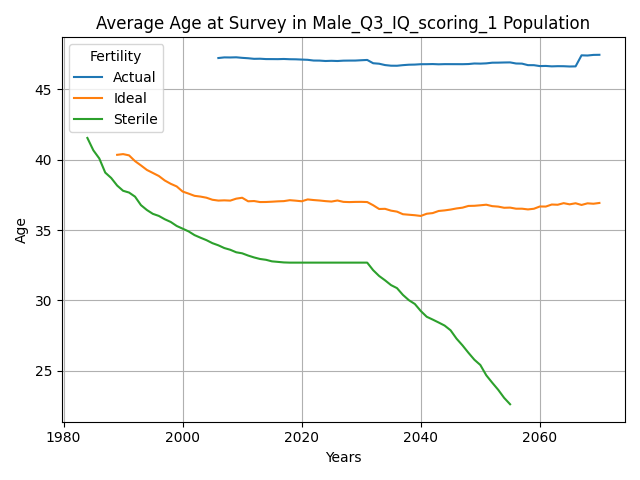 Average Age at Survey in Male_Q3_IQ_scoring_1 Population
Fertility
Actual
Ideal
Sterile
Age
45
40
35
30
25
1980
2000
2020
2040
2060
Years